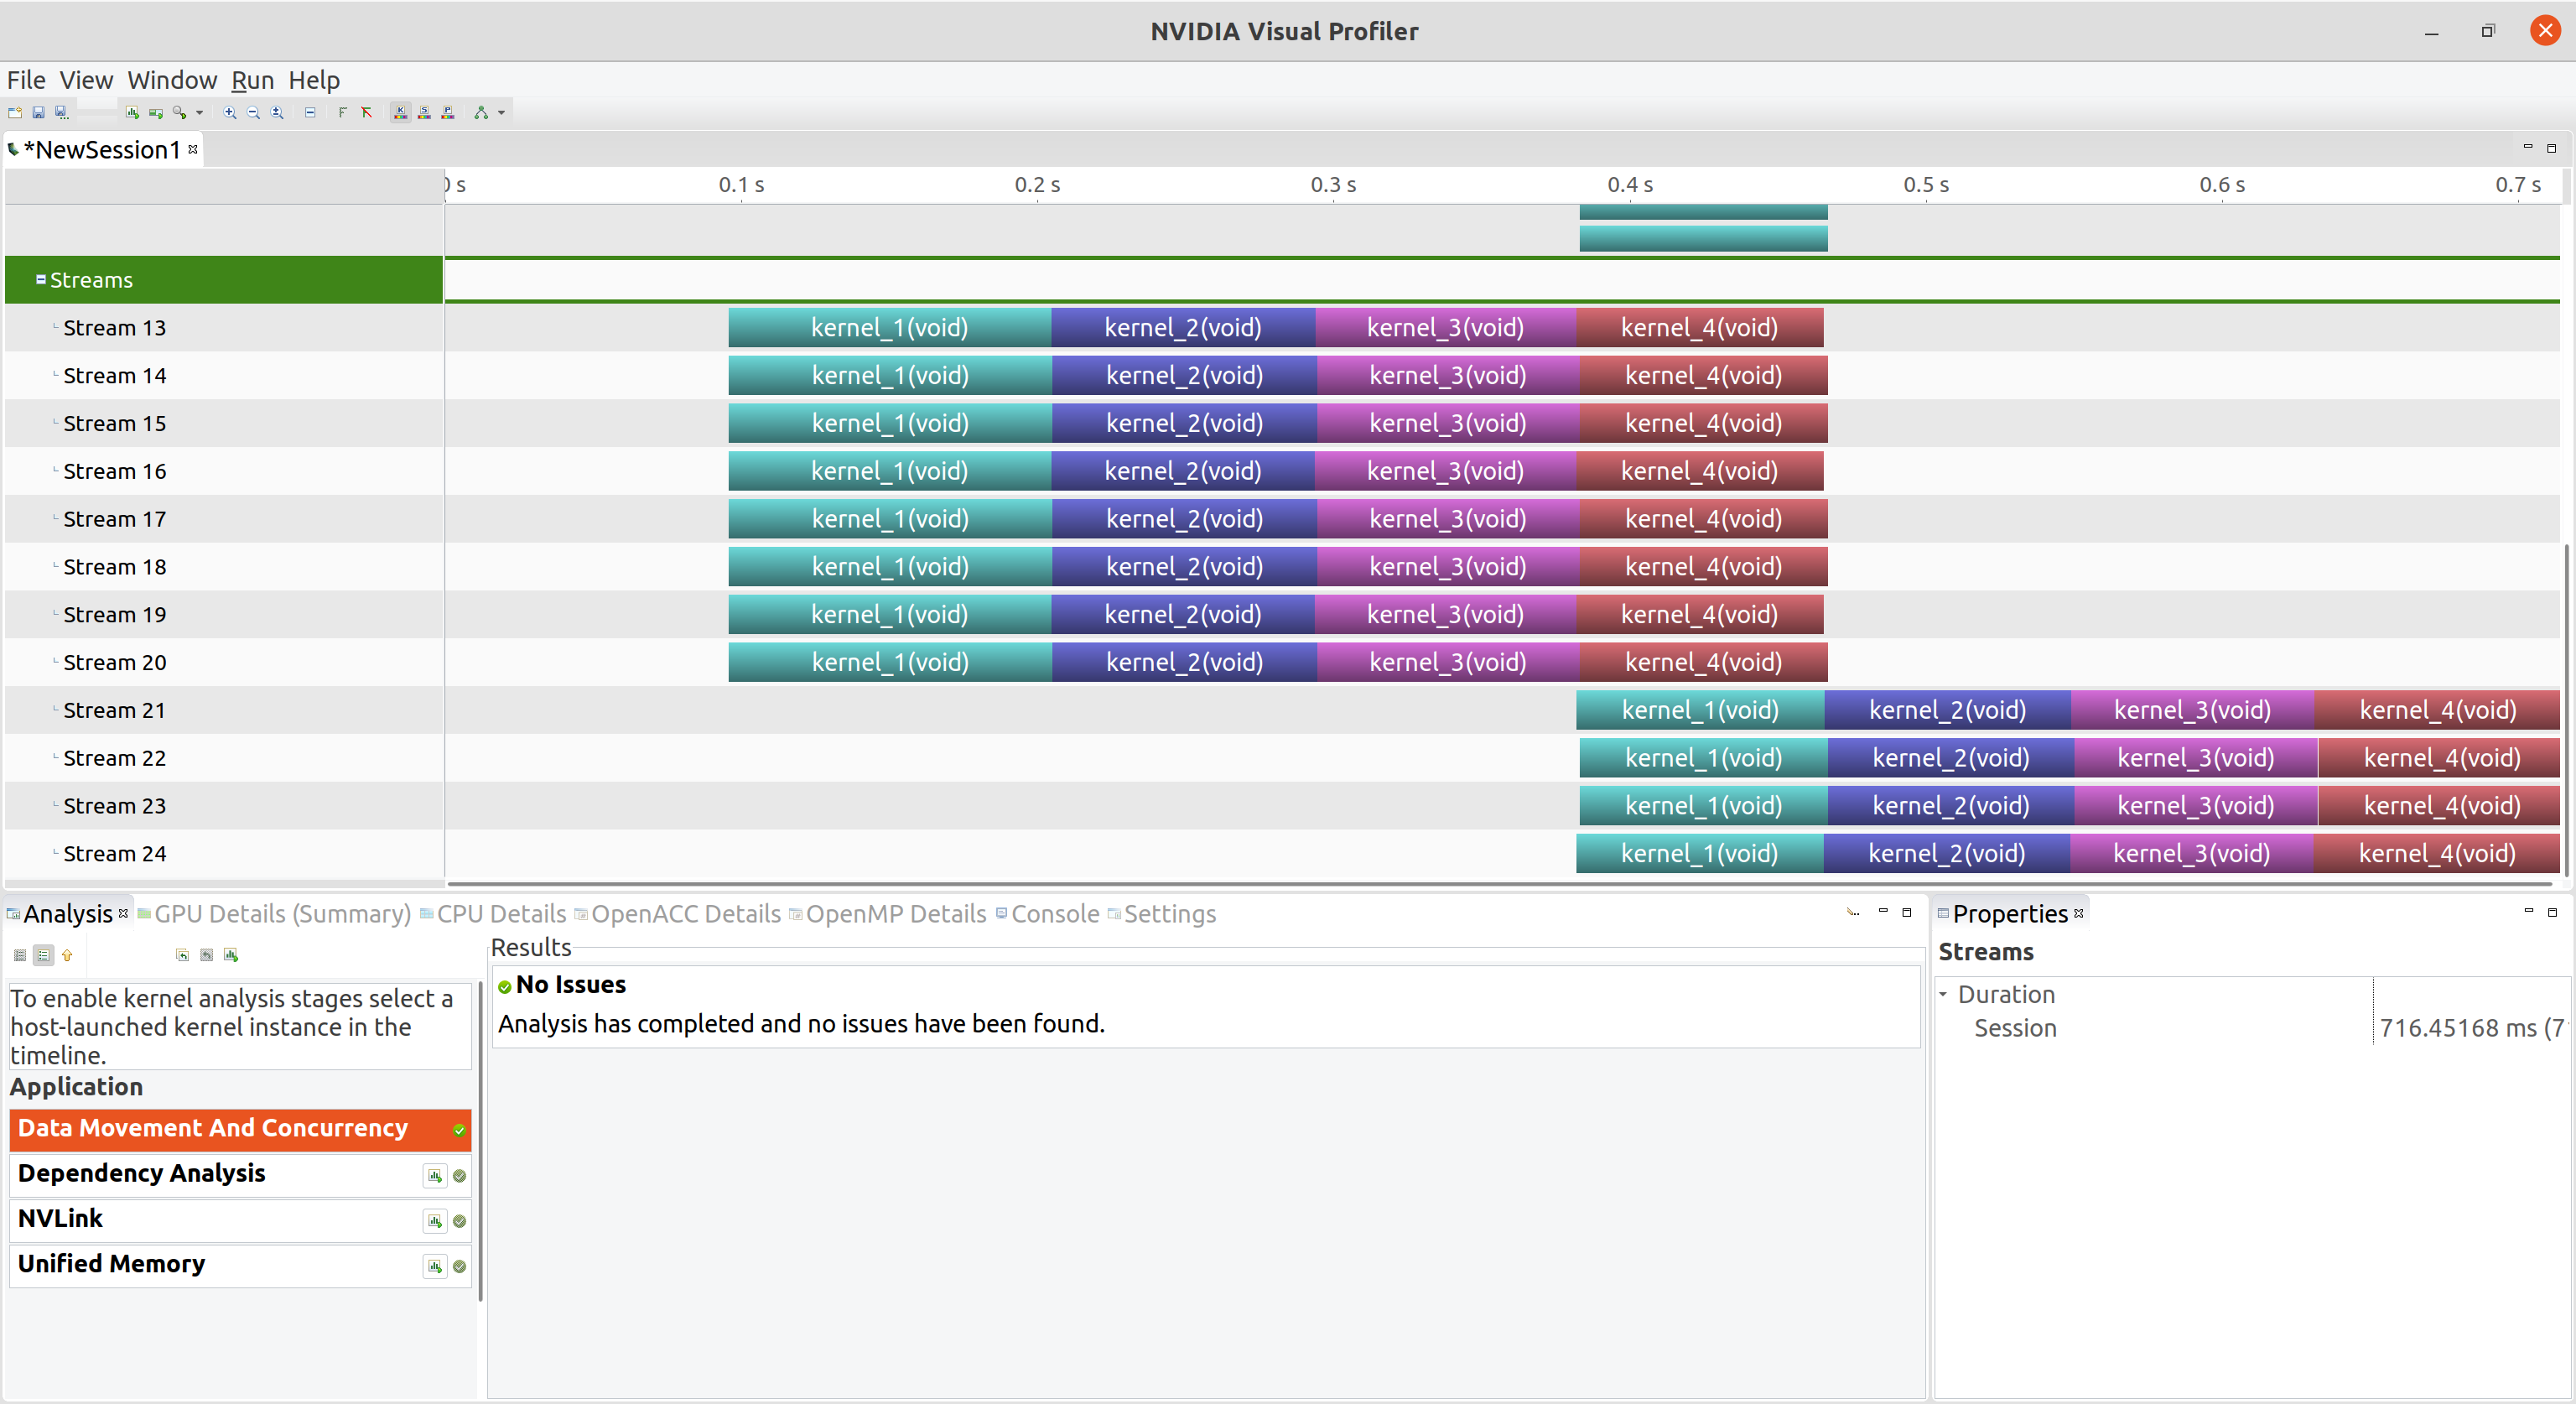 NVIDIA Visual Profiler
File View Window Run Help
*NewSession1
0 s 0.1 s 0.2 s 0.3 s 0.4 s 0.5 s 0.6 s 0.7 s
Streams
Stream 13 kernel_1(void) kernel_2(void) kernel_3(void) kernel_4(void)
Stream 14 kernel_1(void) kernel_2(void) kernel_3(void) kernel_4(void)
Stream 15 kernel_1(void) kernel_2(void) kernel_3(void) kernel_4(void)
Stream 16 kernel_1(void) kernel_2(void) kernel_3(void) kernel_4(void)
Stream 17 kernel_1(void) kernel_2(void) kernel_3(void) kernel_4(void)
Stream 18 kernel_1(void) kernel_2(void) kernel_3(void) kernel_4(void)
Stream 19 kernel_1(void) kernel_2(void) kernel_3(void) kernel_4(void)
Stream 20 kernel_1(void) kernel_2(void) kernel_3(void) kernel_4(void)
Stream 21 kernel_1(void) kernel_2(void) kernel_3(void) kernel_4(void)
Stream 22 kernel_1(void) kernel_2(void) kernel_3(void) kernel_4(void)
Stream 23 kernel_1(void) kernel_2(void) kernel_3(void) kernel_4(void)
Stream 24 kernel_1(void) kernel_2(void) kernel_3(void) kernel_4(void)
Analysis GPU Details (Summary) CPU Details OpenACC Details OpenMP Details Console Settings
To enable kernel analysis stages select a
host-launched kernel instance in the
timeline.
Application
Data Movement And Concurrency
Dependency Analysis
NVLink
Unified Memory
Results
No Issues
Analysis has completed and no issues have been found.
Properties
Streams
Duration
Session 716.45168 ms (7